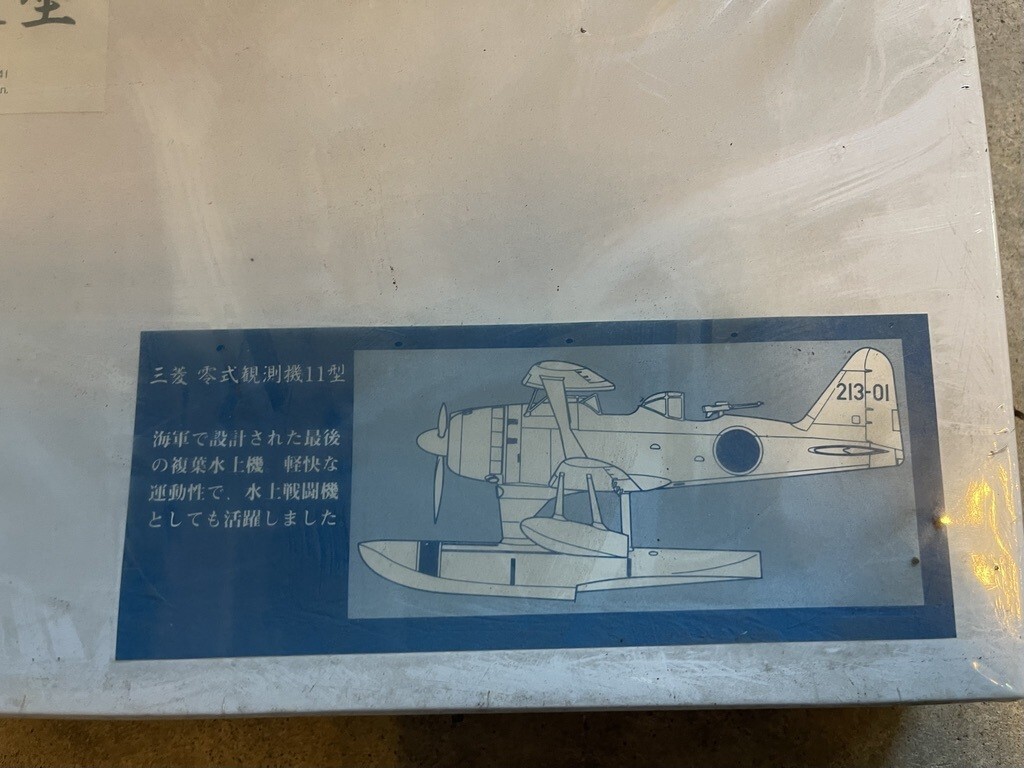 型
三菱 零式観測機11型
海軍で設計された最後
の複葉水上機　軽快な
運動性で、水上戦闘機
としても活躍しました
213-01